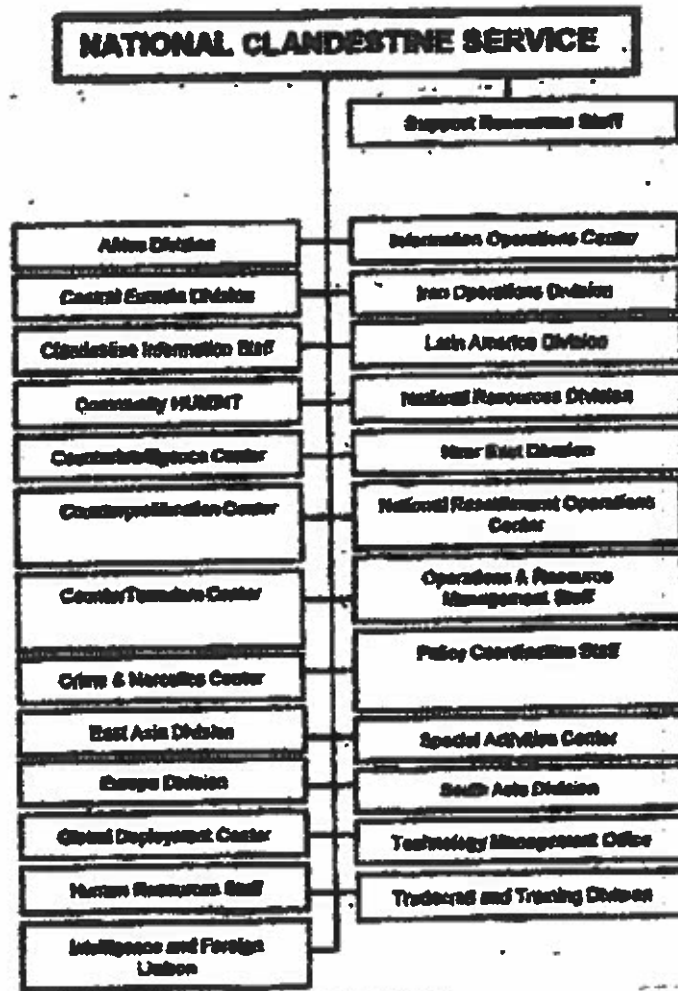 NATIONAL CLANDESTINE SERVICE
Support Resources Staff
Africa Division
Information Operations Center
Central Eurasia Division
Iran Operations Division
Clandestine Information Staff
Latin America Division
Community HUMINT
National Resources Division
Counterintelligence Center
Near East Division
Counterproliferation Center
National Resettlement Operations
Center
CounterTerrorism Center
Operations & Resource
Management Staff
Crime & Narcotics Center
Policy Coordination Staff
East Asia Division
Special Activities Center
Europe Division
South Asia Division
Global Deployment Center
Technology Management Office
Human Resources Staff
Tradecraft and Training Division
Intelligence and Foreign
Liaison